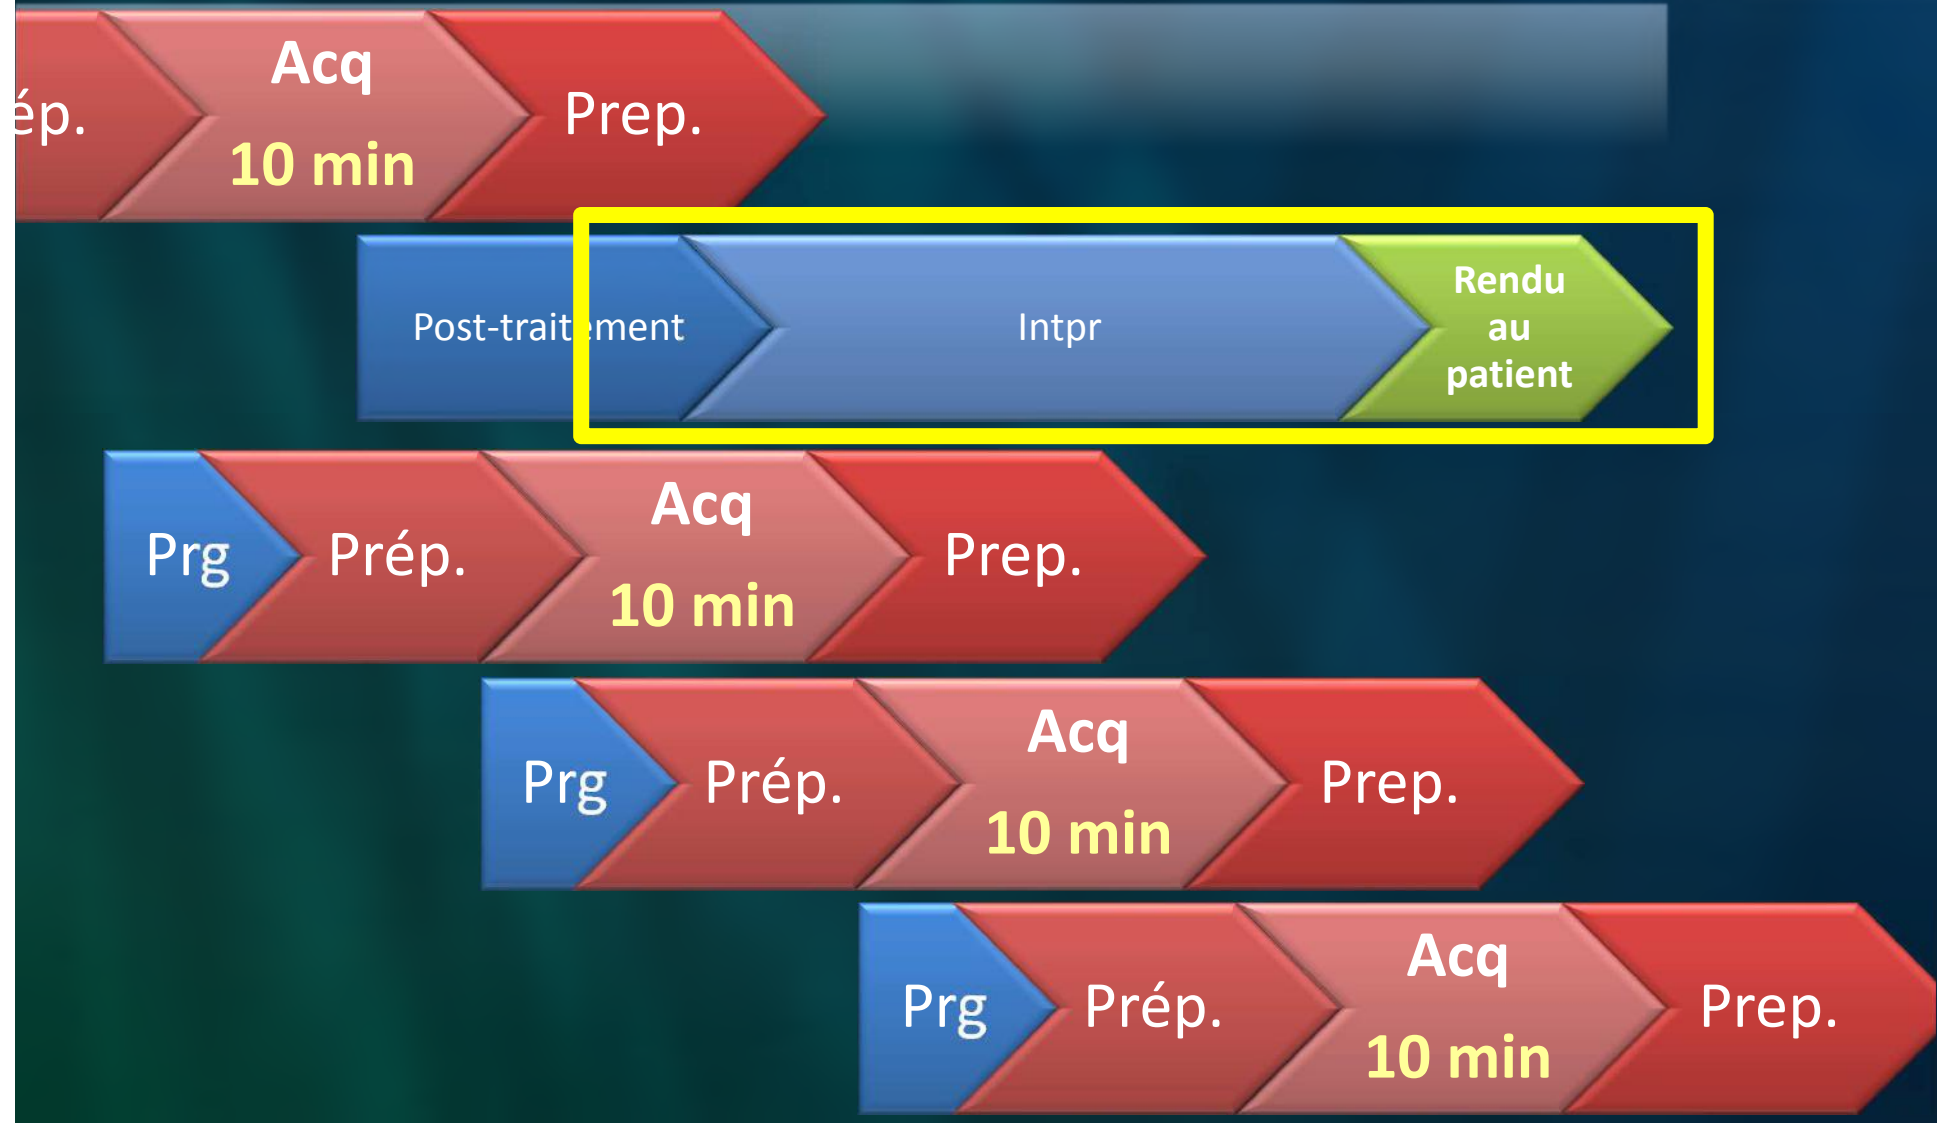 ép.
Acq
10 min
Prep.
Post-traitement
Intpr
Rendu
au
patient
Prg
Prép.
Acq
10 min
Prep.
Prg
Prép.
Acq
10 min
Prep.
Prg
Prép.
Acq
10 min
Prep.